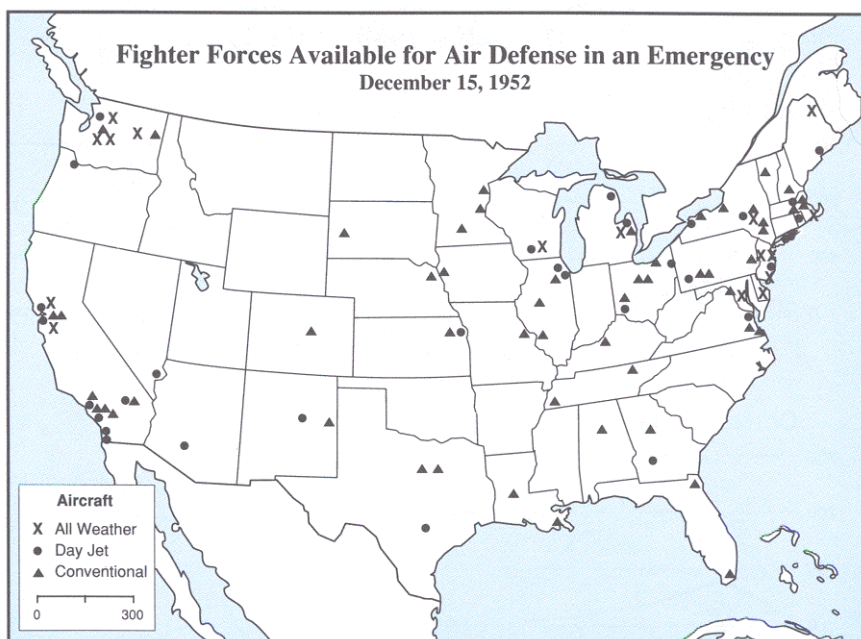 Fighter Forces Available for Air Defense in an Emergency
December 15, 1952
Aircraft
X All Weather
Day Jet
Conventional
0 300